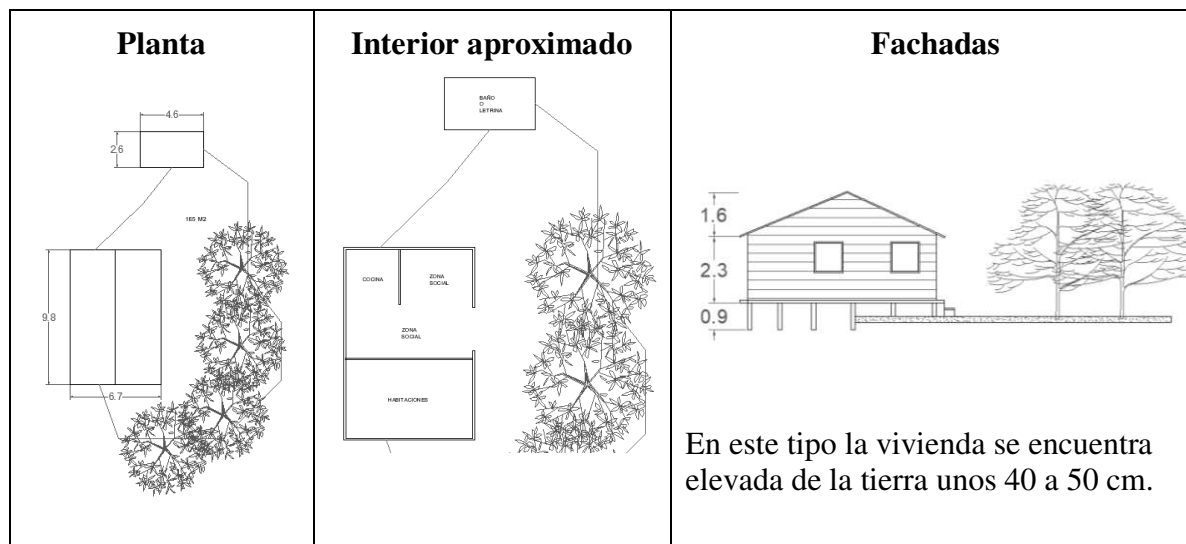 Planta
Interior aproximado
Fachadas
4.6
2.6
165 M2
9.8
6.7
BAÑO
O
LETRINA
COCINA
ZONA
SOCIAL
ZONA
SOCIAL
HABITACIONES
1.6
2.3
0.9
En este tipo la vivienda se encuentra
elevada de la tierra unos 40 a 50 cm.